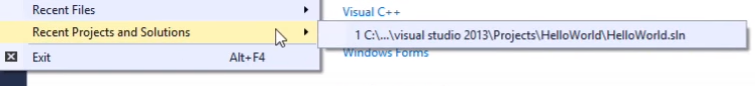 Recent Files
Visual C++
Recent Projects and Solutions
1 C:\...\visual studio 2013\Projects\HelloWorld\HelloWorld.sln
Exit Alt+F4
Windows Forms